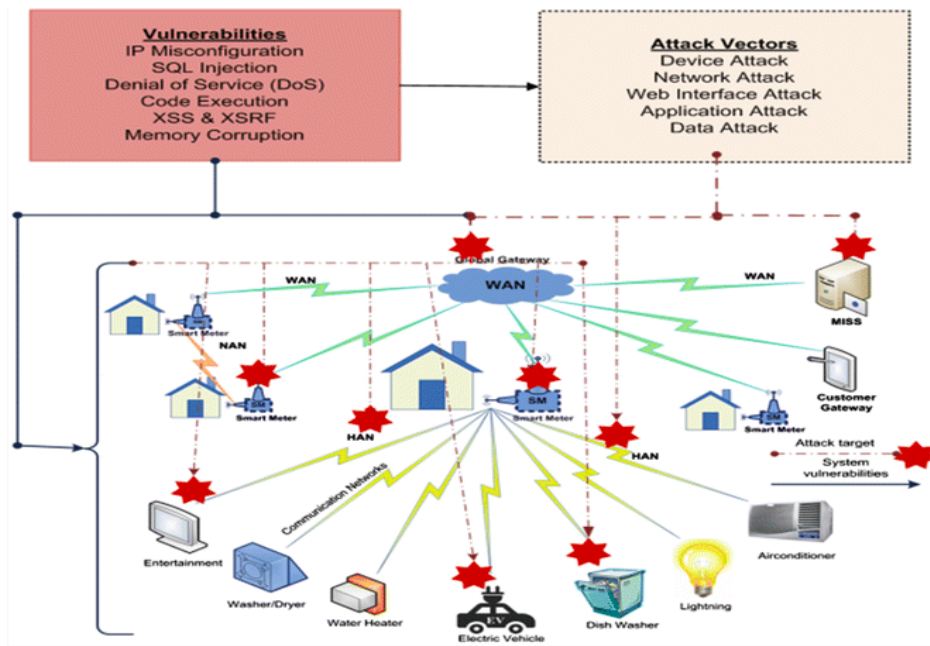 Vulnerabilities
IP Misconfiguration
SQL Injection
Denial of Service (DoS)
Code Execution
XSS & XSRF
Memory Corruption
Attack Vectors
Device Attack
Network Attack
Web Interface Attack
Application Attack
Data Attack
Global Gateway
WAN
WAN
WAN
MISS
SM
Smart Meter
NAN
SM
Smart Meter
SM
Smart Meter
Customer
Gateway
SM
Smart Meter
HAN
HAN
Attack target
System
vulnerabilities
Communication Networks
Entertainment
Washer/Dryer
Water Heater
EV
Electric Vehicle
Dish Washer
Lightning
Airconditioner